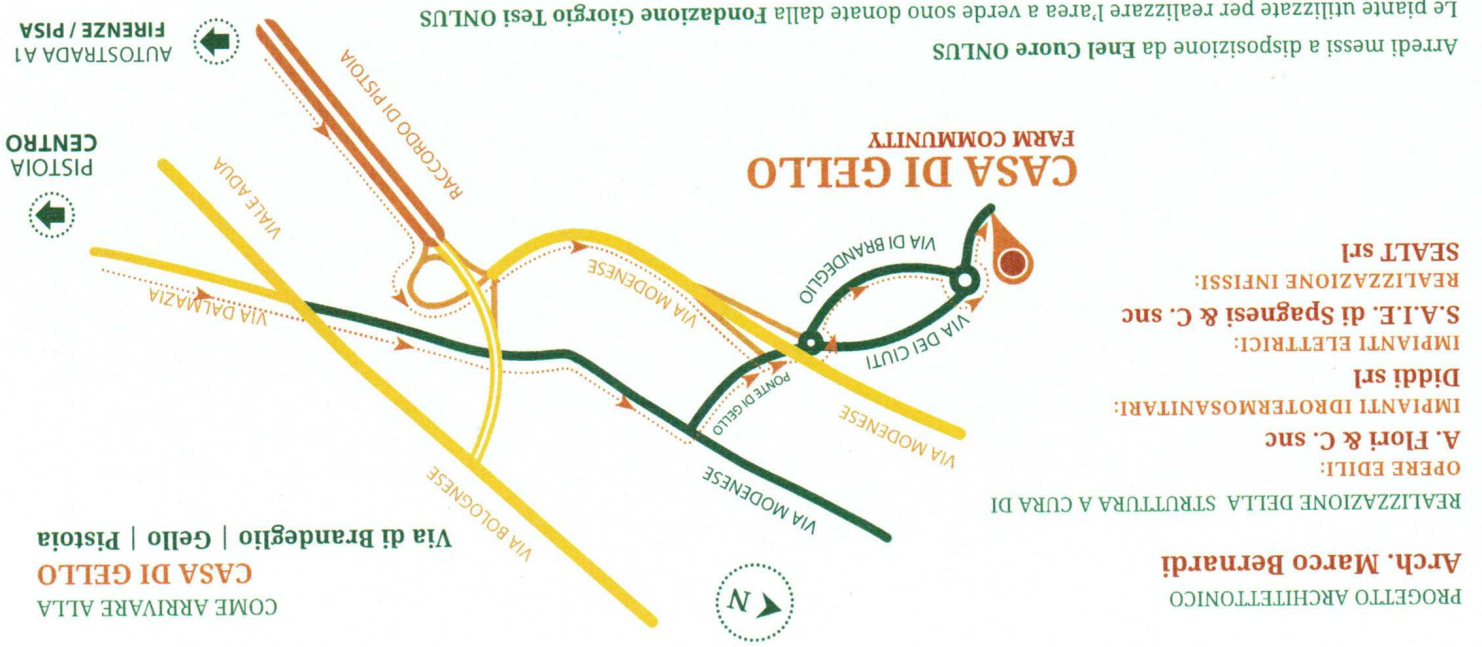 PROGETTO ARCHITETTONICO
Arch. Marco Bernardi
REALIZZAZIONE DELLA STRUTTURA A CURA DI
OPERE EDILI:
A. Flori & C. snc
IMPIANTI IDROTERMOSANITARI:
Diddi srl
IMPIANTI ELETTRICI:
S.A.I.E. di Spagnesi & C. snc
REALIZZAZIONE INFISSI:
SEALT srl
COME ARRIVARE ALLA
CASA DI GELLO
Via di Brandeglio | Gello | Pistoia
N
VIA BOLOGNESE
VIA MODENESE
VIA MODENESE
PONTE DI GELLO
VIA DEI CIUTI
VIA DALMAZIA
VIA MODENESE
VIA DI BRANDEGLIO
VIALE ADUA
RACCORDO DI PISTOIA
CASA DI GELLO
FARM COMMUNITY
PISTOIA
CENTRO
AUTOSTRADA A1
FIRENZE / PISA
Arredi messi a disposizione da Enel Cuore ONLUS
Le piante utilizzate per realizzare l'area a verde sono donate dalla Fondazione Giorgio Tesi ONLUS